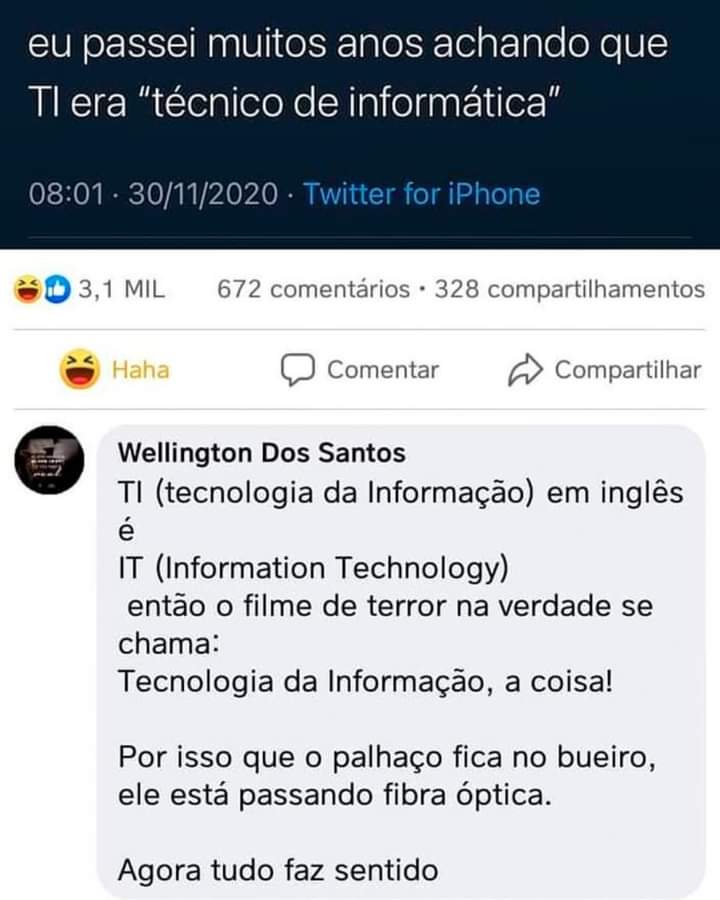 eu passei muitos anos achando que
TI era "técnico de informática"
08:01 · 30/11/2020 · Twitter for iPhone
3,1 MIL 672 comentários • 328 compartilhamentos
Haha Comentar Compartilhar
Wellington Dos Santos
TI (tecnologia da Informação) em inglês
é
IT (Information Technology)
então o filme de terror na verdade se
chama:
Tecnologia da Informação, a coisa!
Por isso que o palhaço fica no bueiro,
ele está passando fibra óptica.
Agora tudo faz sentido